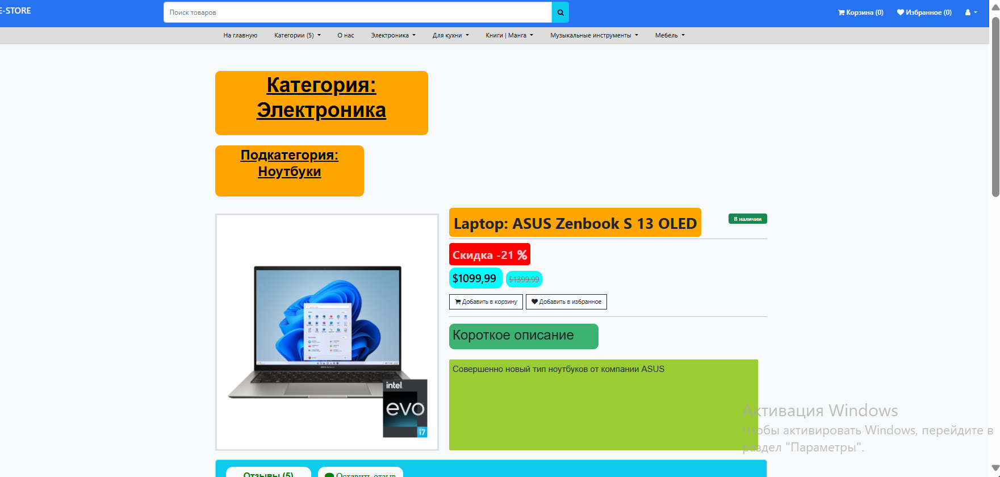 E-STORE
Поиск товаров
Корзина (0)
Избранное (0)
На главную
Категории (5)
О нас
Электроника
Для кухни
Книги | Манга
Музыкальные инструменты
Мебель
Категория:
Электроника
Подкатегория:
Ноутбуки
Laptop: ASUS Zenbook S 13 OLED
В наличии
Скидка -21 %
$1099,99
$1399,99
Добавить в корзину
Добавить в избранное
Короткое описание
Совершенно новый тип ноутбуков от компании ASUS
intel
evo
i7
Активация Windows
Чтобы активировать Windows, перейдите в
раздел "Параметры".
Отзывы (5)
Оставить отзыв